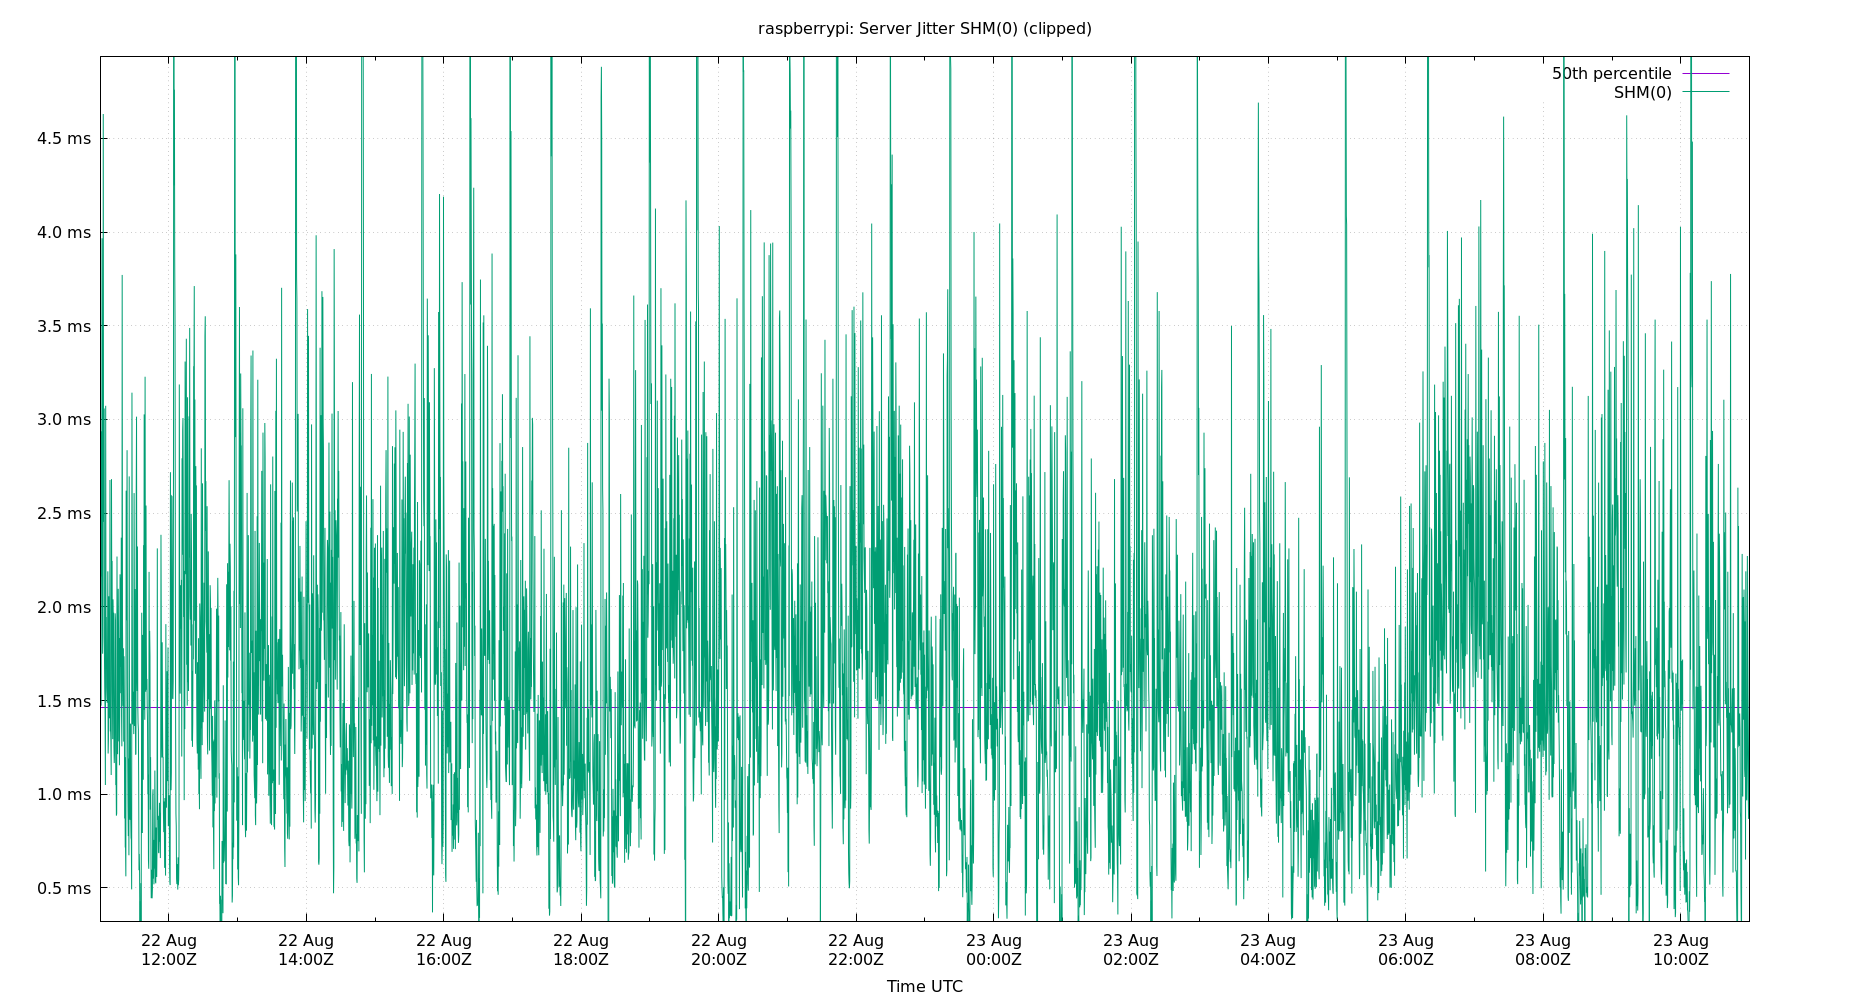 raspberrypi: Server Jitter SHM(0) (clipped)
50th percentile
SHM(0)
4.5 ms
4.0 ms
3.5 ms
3.0 ms
2.5 ms
2.0 ms
1.5 ms
1.0 ms
0.5 ms
22 Aug 22 Aug 22 Aug 22 Aug 22 Aug 22 Aug 23 Aug 23 Aug 23 Aug 23 Aug 23 Aug 23 Aug
12:00Z 14:00Z 16:00Z 18:00Z 20:00Z 22:00Z 00:00Z 02:00Z 04:00Z 06:00Z 08:00Z 10:00Z
Time UTC